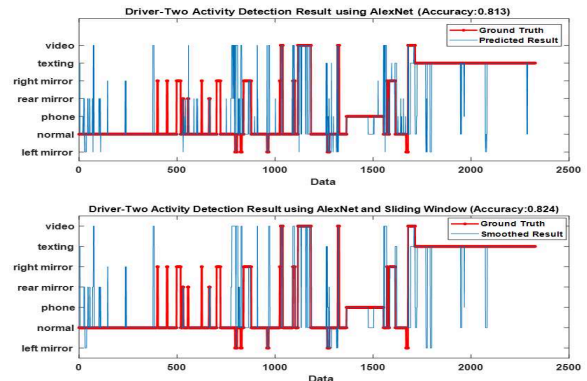 Driver-Two Activity Detection Result using AlexNet (Accuracy:0.813)
video
texting
right mirror
rear mirror
phone
normal
left mirror
Ground Truth
Predicted Result
0 500 1000 1500 2000 2500
Data
Driver-Two Activity Detection Result using AlexNet and Sliding Window (Accuracy:0.824)
video
texting
right mirror
rear mirror
phone
normal
left mirror
Ground Truth
Smoothed Result
0 500 1000 1500 2000 2500
Data